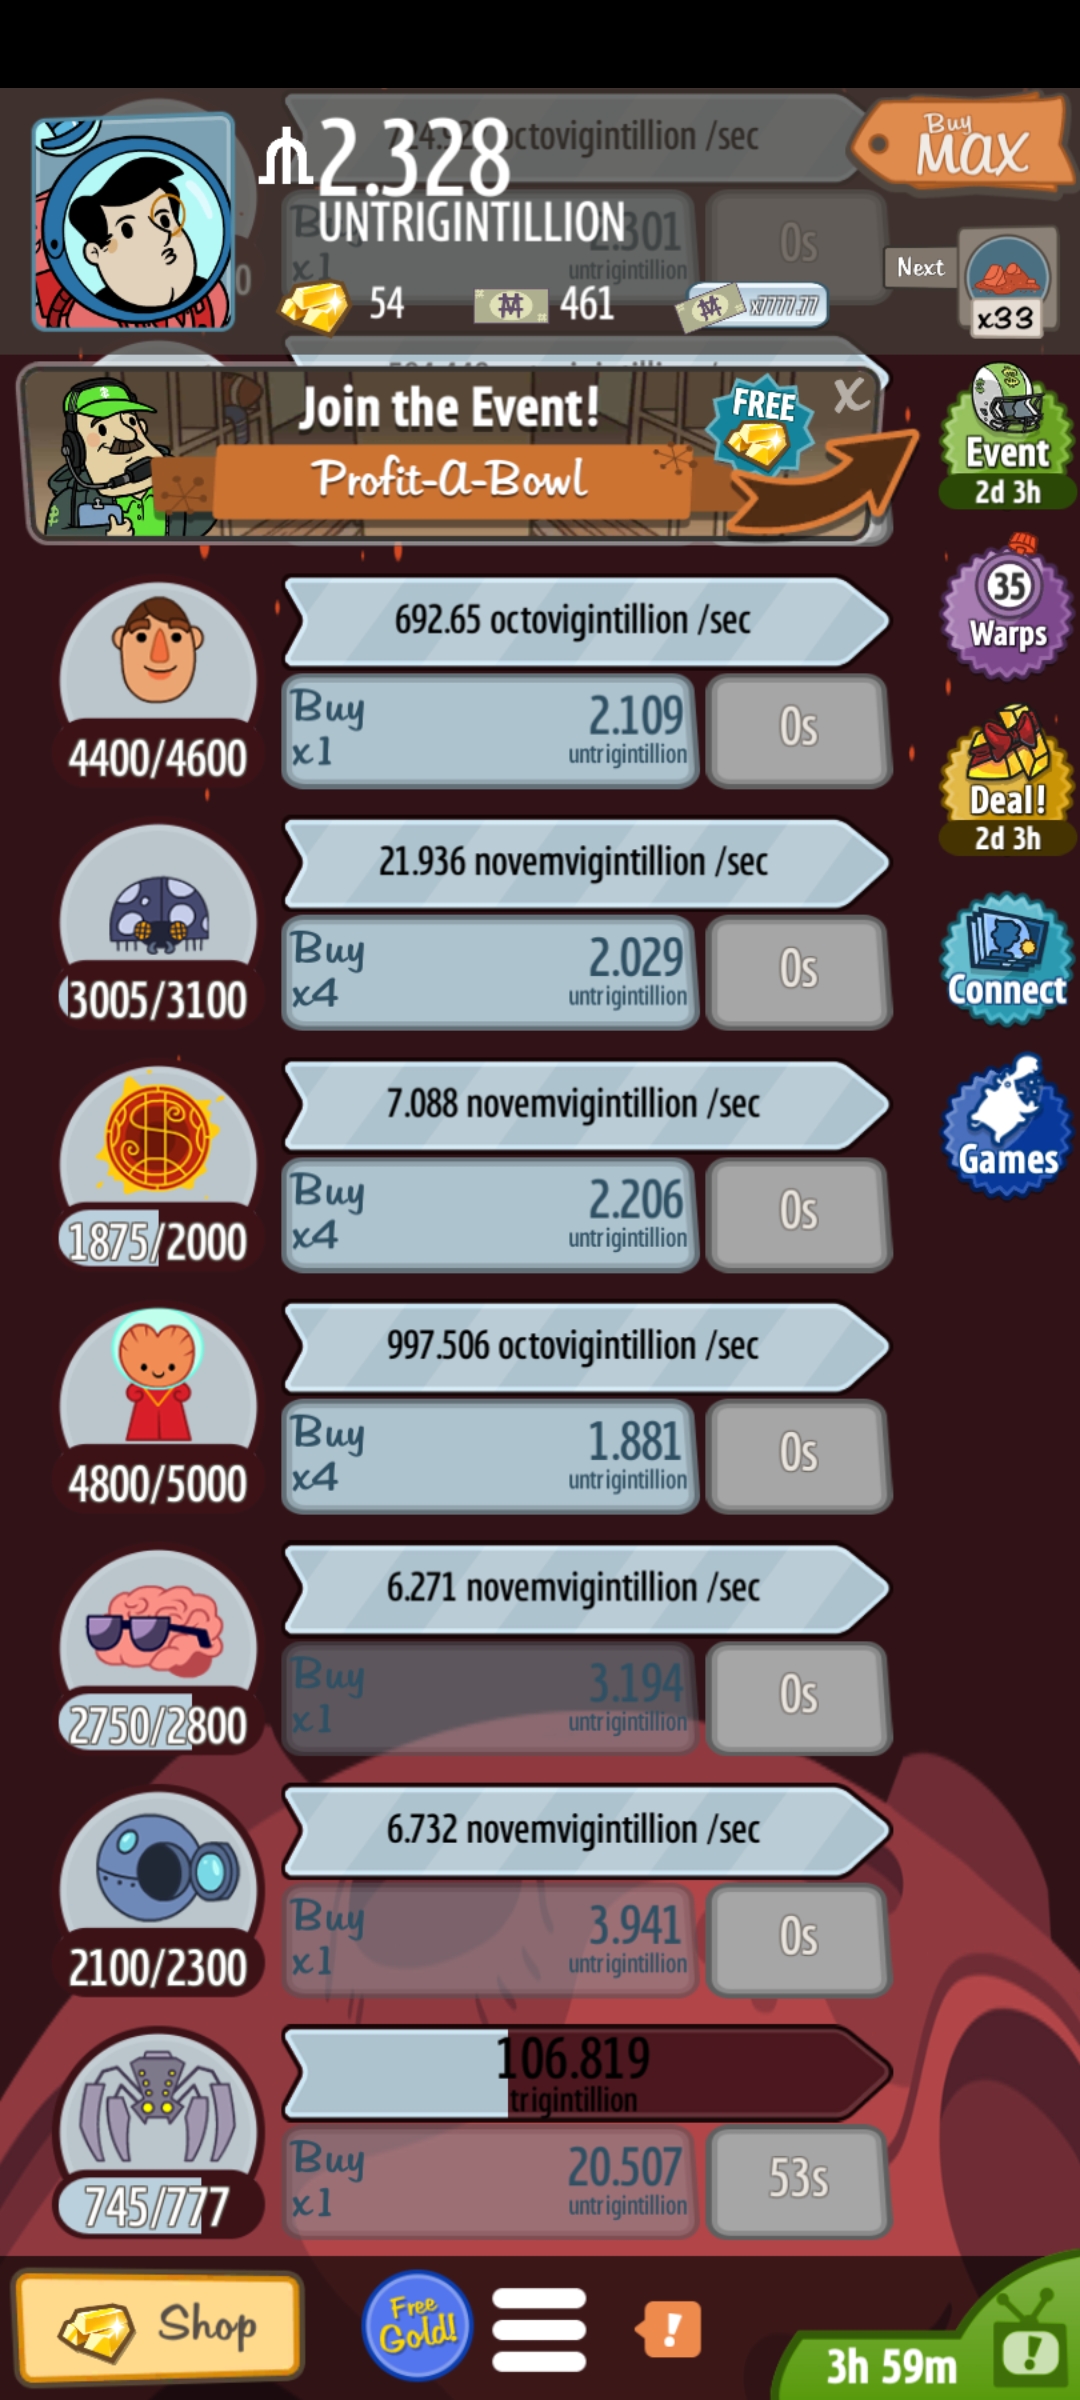 octovigintillion /sec
2.328
UNTRIGINTILLION
Buy
MAX
2.301
x1
untrigintillion
0s
Next
54
461
x7777.77
x33
Join the Event!
FREE
X
Profit-A-Bowl
Event
2d 3h
692.65 octovigintillion /sec
35
Warps
Buy
x1
2.109
untrigintillion
0s
4400/4600
Deal!
2d 3h
21.936 novemvigintillion /sec
Buy
x4
2.029
untrigintillion
0s
3005/3100
Connect
7.088 novemvigintillion /sec
Games
Buy
x4
2.206
untrigintillion
0s
1875/2000
997.506 octovigintillion /sec
Buy
x4
1.881
untrigintillion
0s
4800/5000
6.271 novemvigintillion /sec
Buy
x1
3.194
untrigintillion
0s
2750/2800
6.732 novemvigintillion /sec
Buy
x1
3.941
untrigintillion
0s
2100/2300
106.819
trigintillion
Buy
x1
20.507
untrigintillion
53s
745/777
Shop
Free
Gold!
!
3h 59m
!